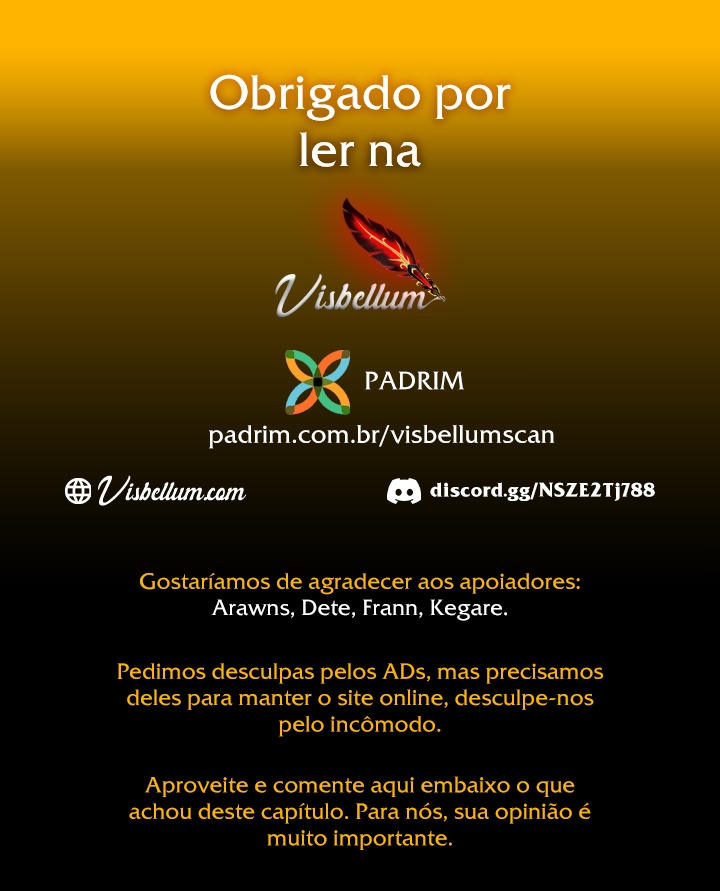 Obrigado por
ler na
Visbellum
PADRIM
padrim.com.br/visbellumscan
Visbellum.com
discord.gg/NSZE2Tj788
Gostaríamos de agradecer aos apoiadores:
Arawns, Dete, Frann, Kegare.
Pedimos desculpas pelos ADs, mas precisamos
deles para manter o site online, desculpe-nos
pelo incômodo.
Aproveite e comente aqui embaixo o que
achou deste capítulo. Para nós, sua opinião é
muito importante.